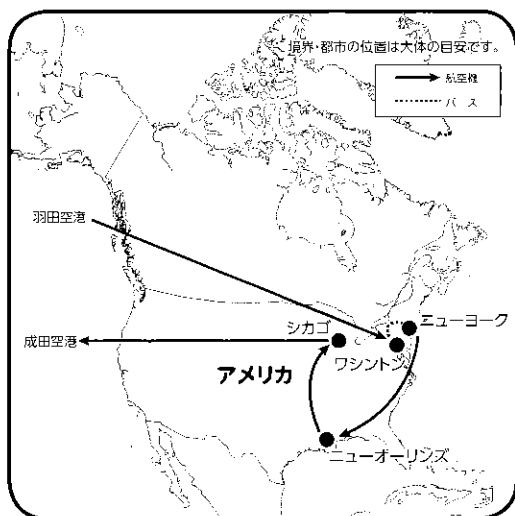 境界・都市の位置は大体の目安です。
航空機
バス
羽田空港
ニューヨーク
シカゴ
成田空港
ワシントン
アメリカ
ニューオーリンズ